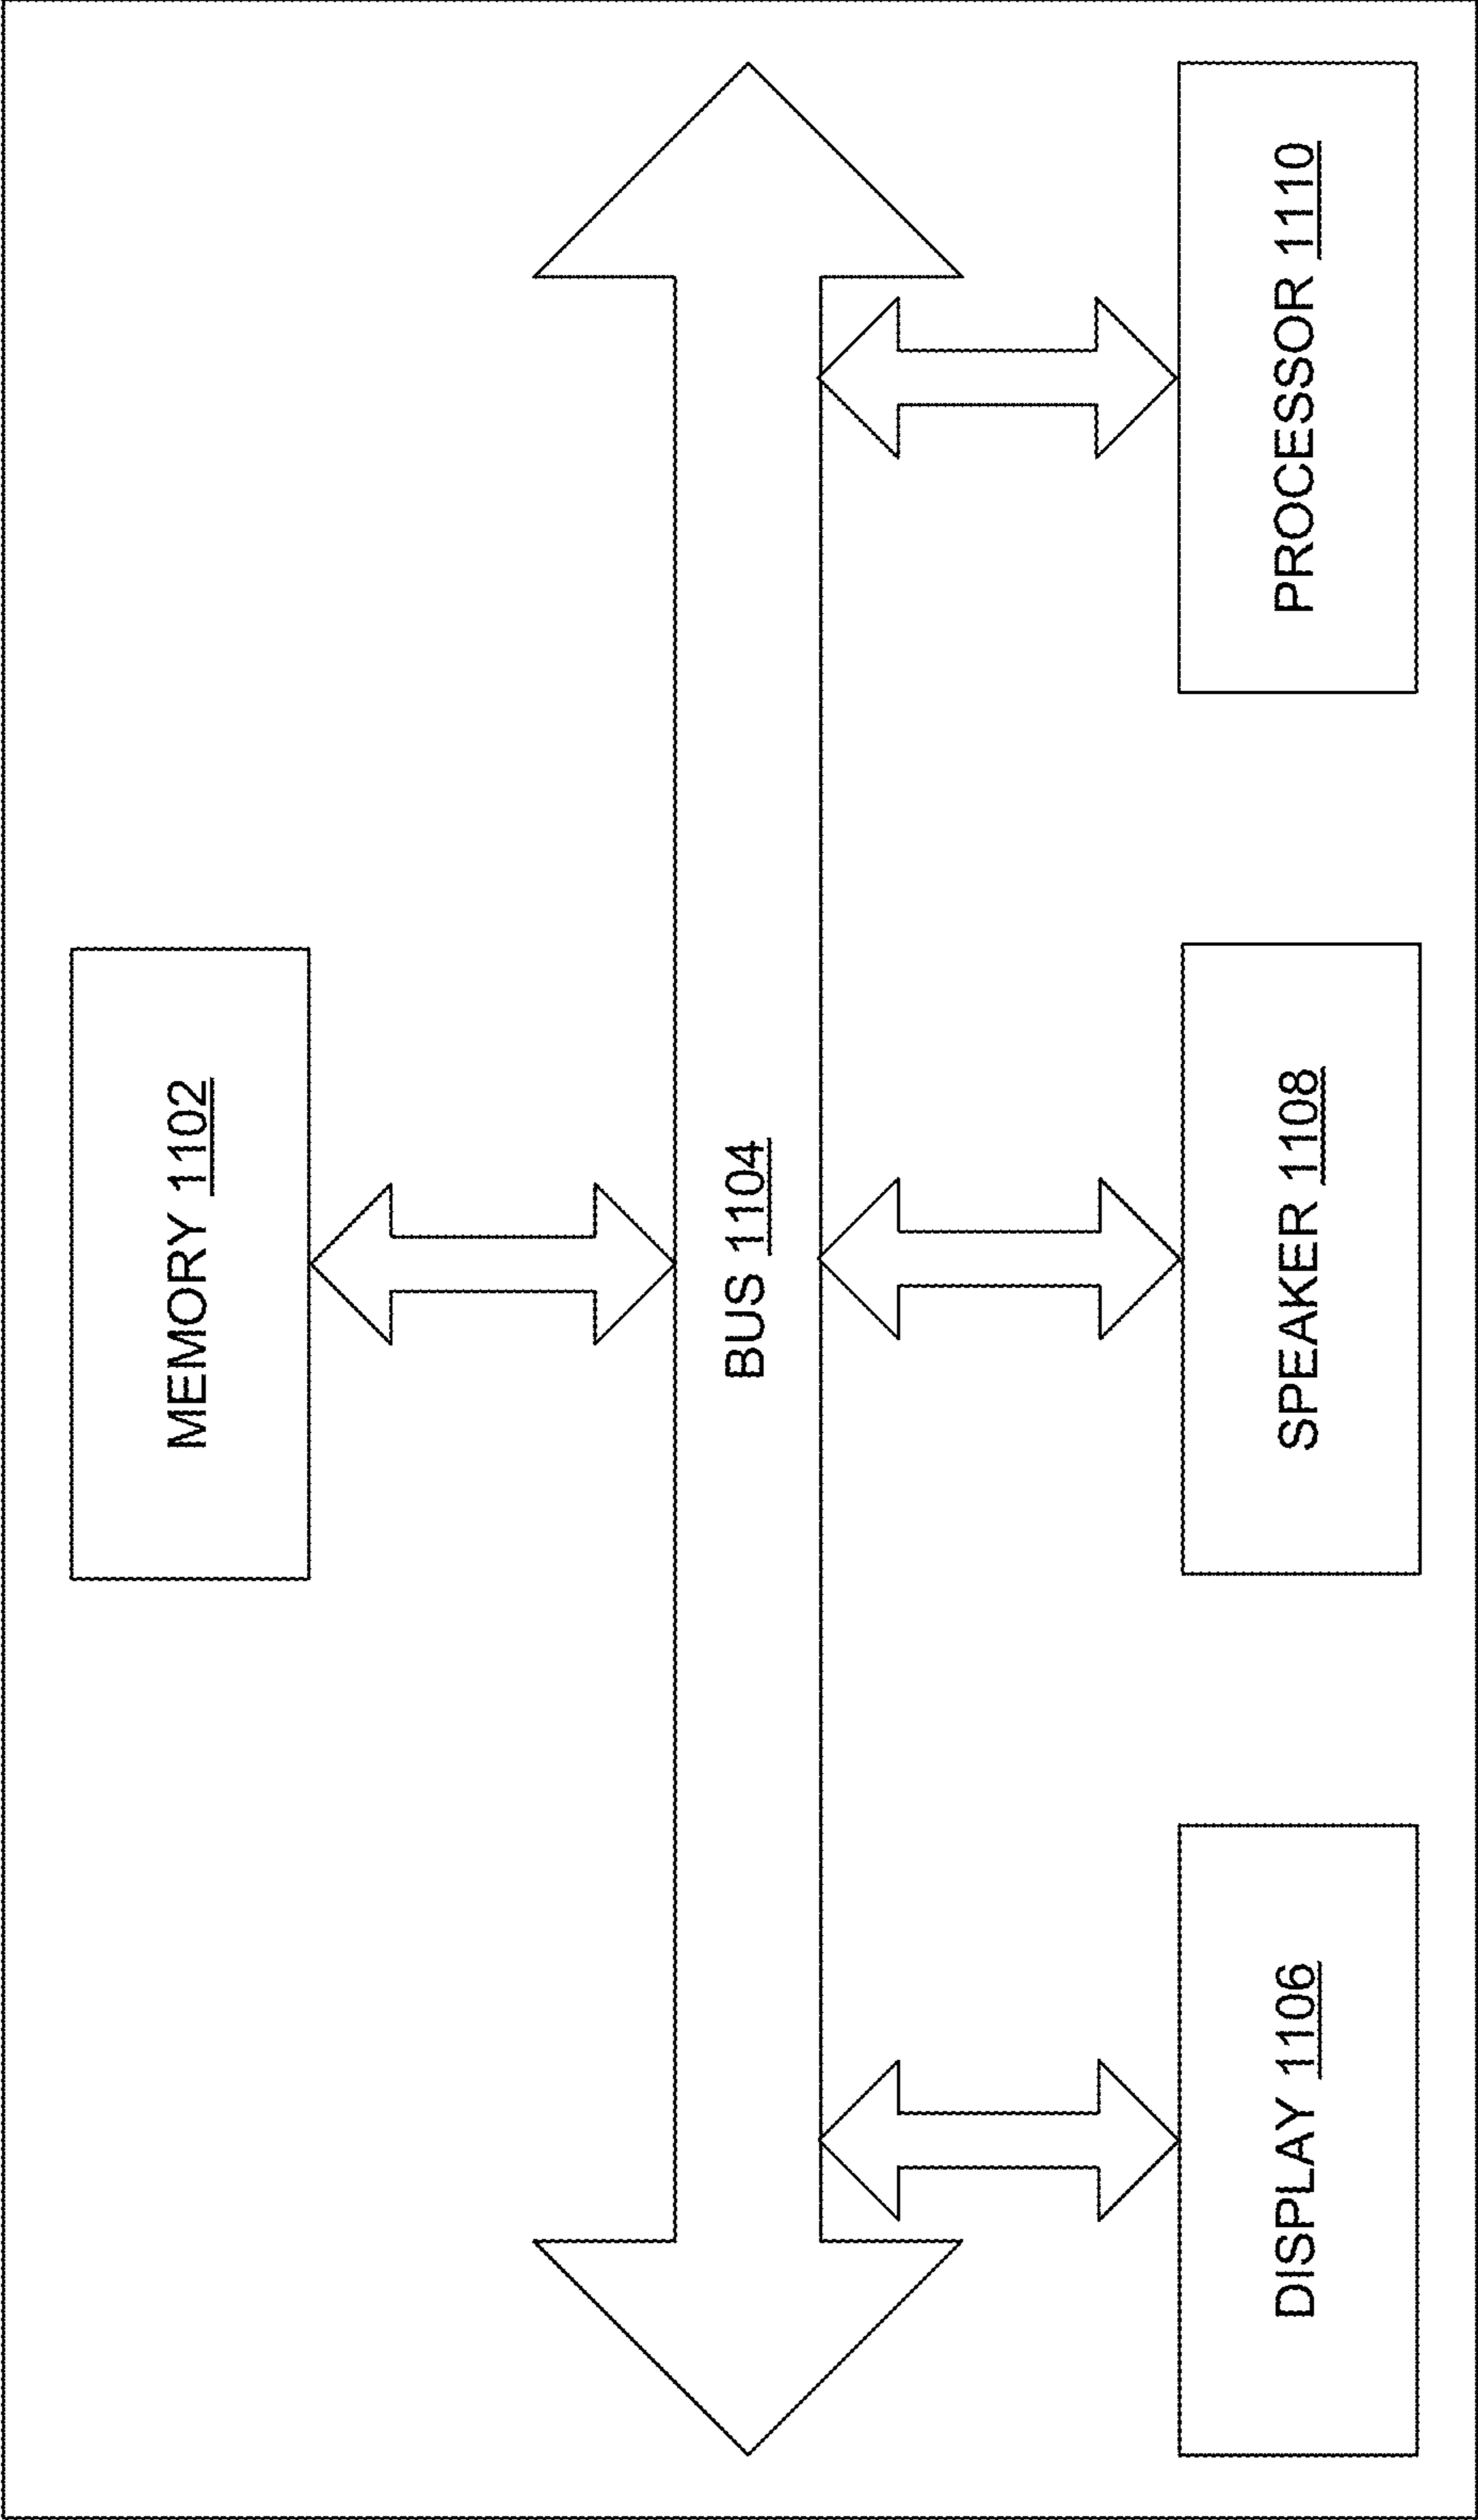 MEMORY 1102
BUS 1104
DISPLAY 1106
SPEAKER 1108
PROCESSOR 1110